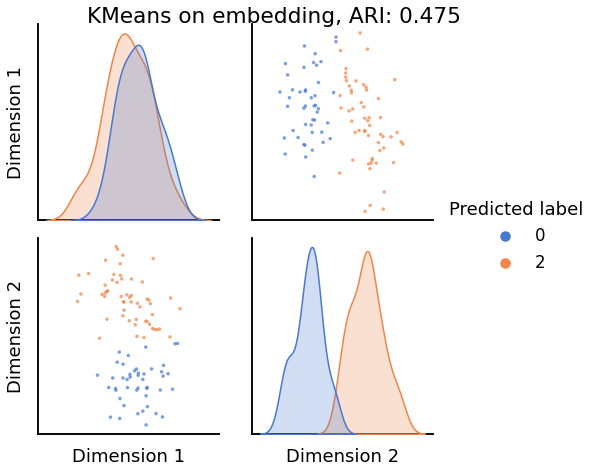 KMeans on embedding, ARI: 0.475
Dimension 1
Predicted label
0
2
Dimension 2
Dimension 1
Dimension 2